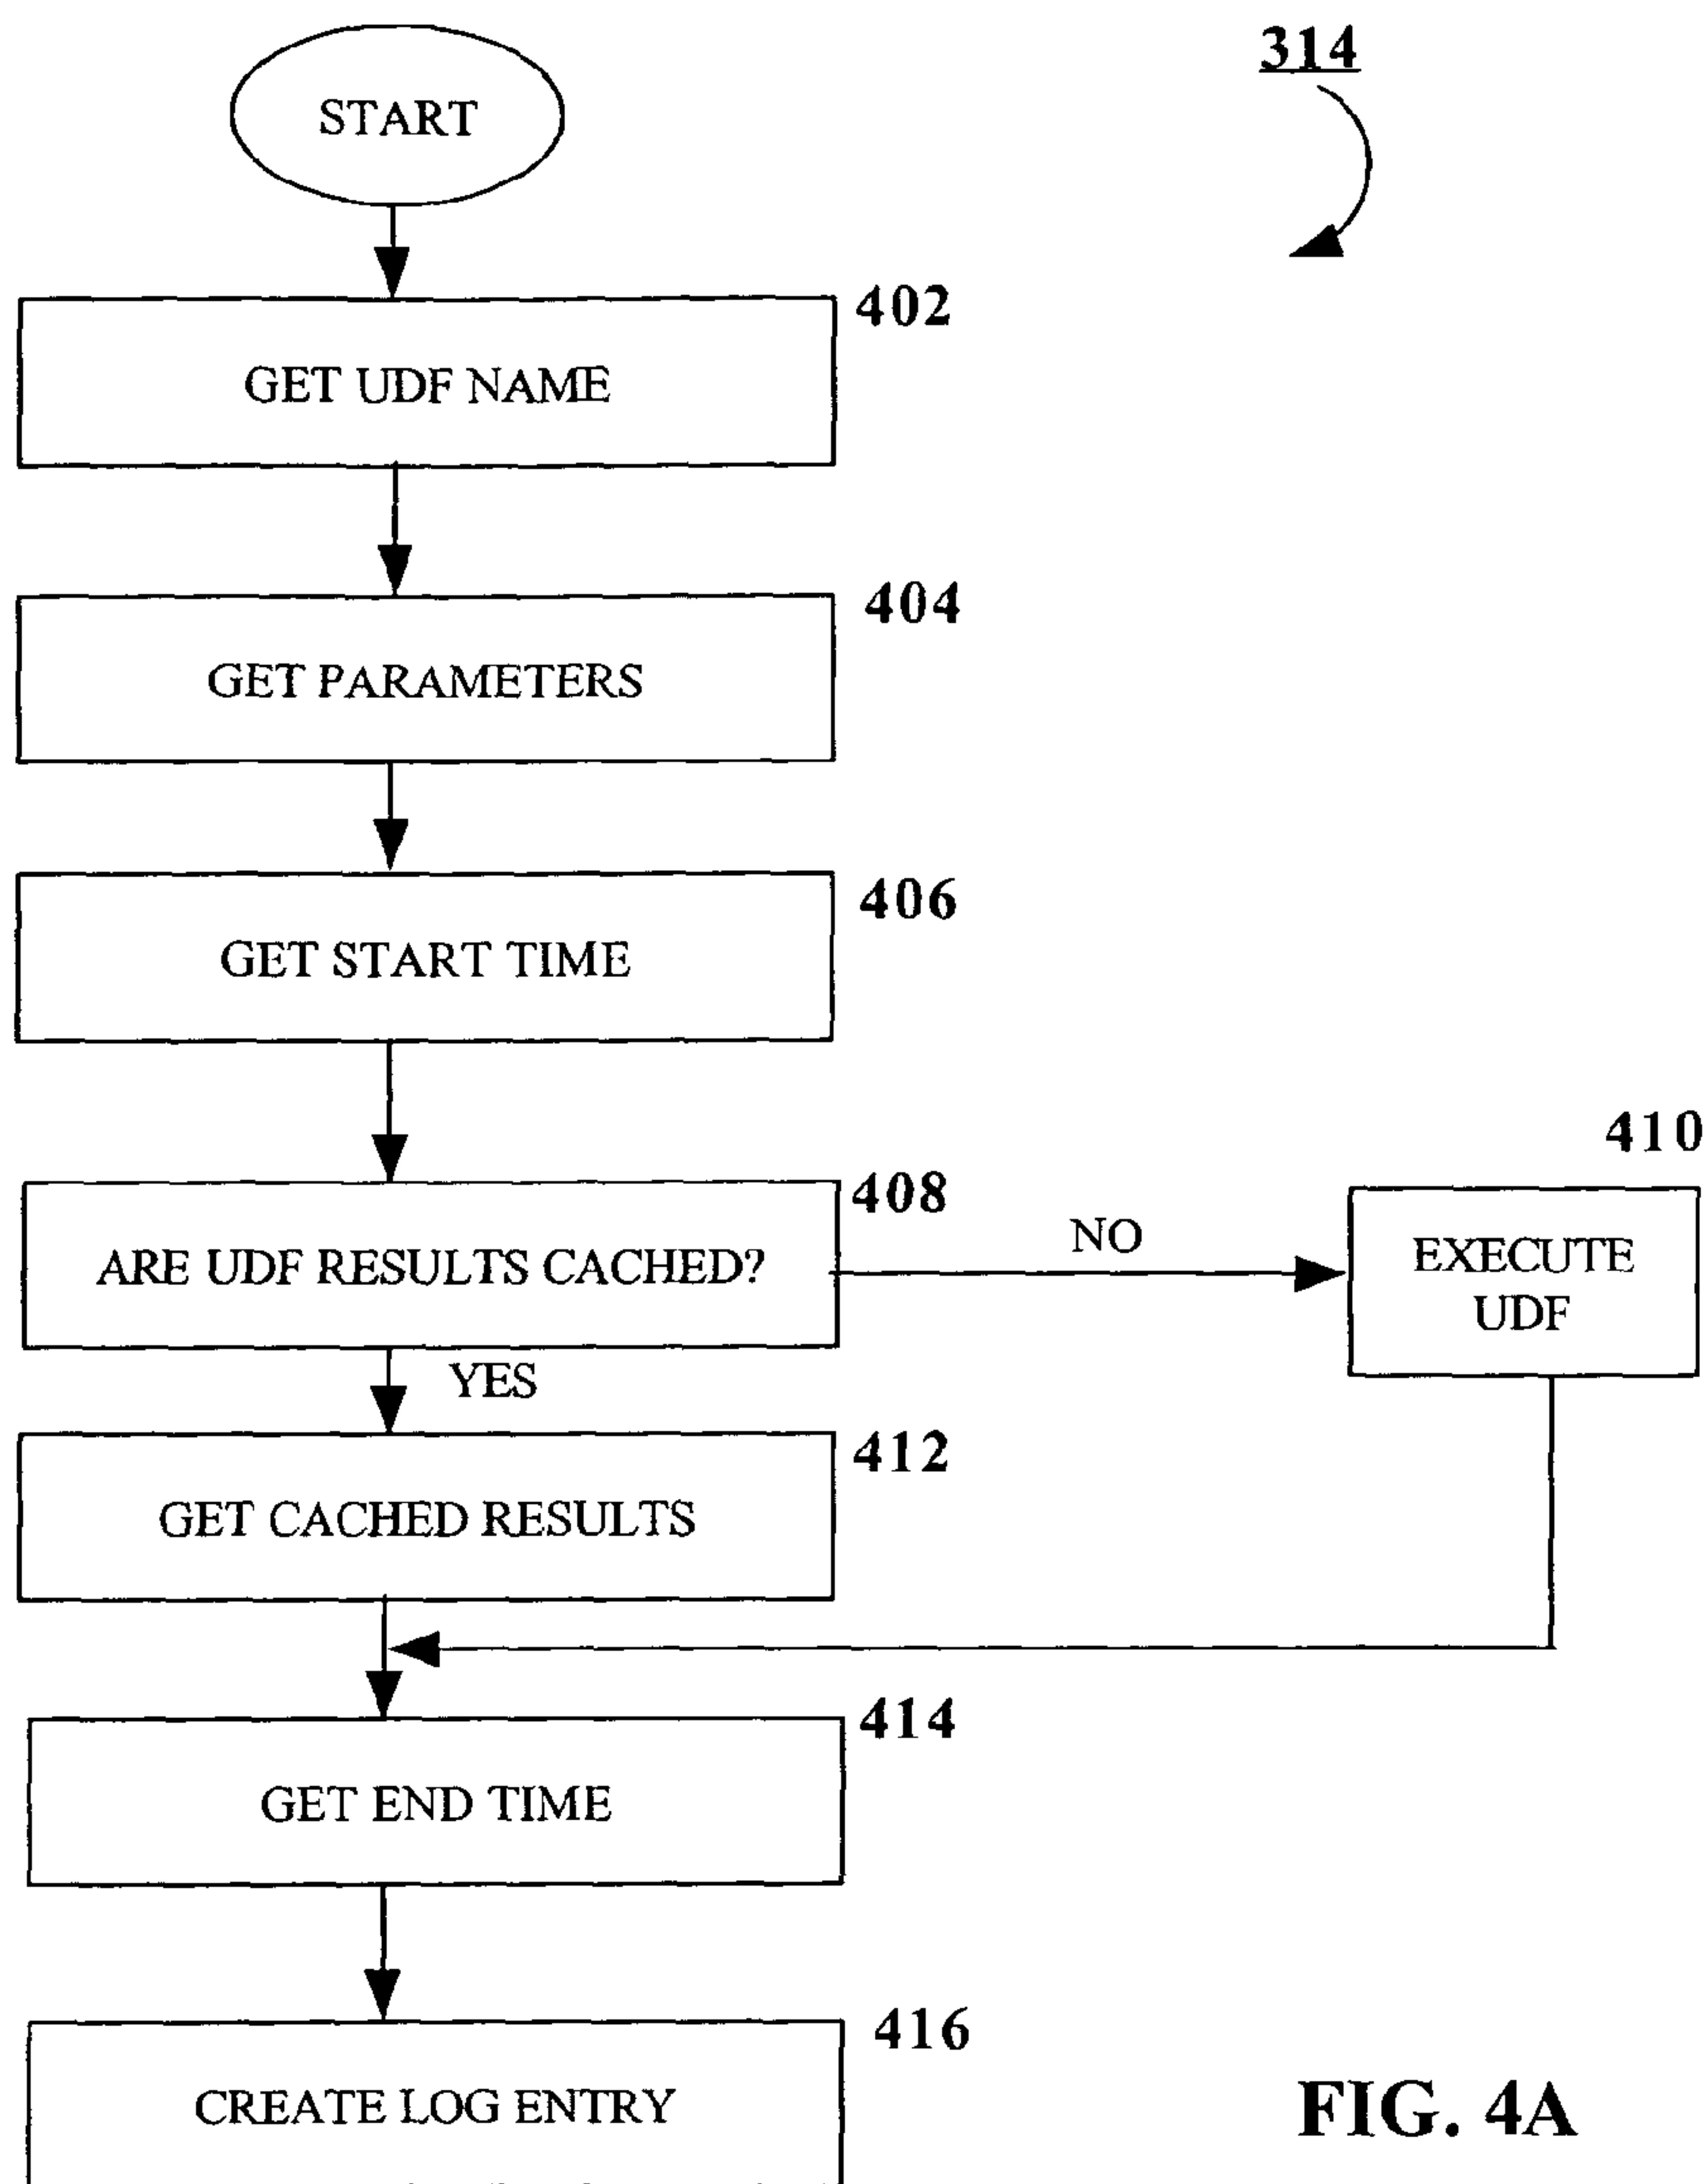 START
314
402
GET UDF NAME
404
GET PARAMETERS
406
GET START TIME
410
408
ARE UDF RESULTS CACHED?
NO
EXECUTE
UDF
YES
412
GET CACHED RESULTS
414
GET END TIME
416
CREATE LOG ENTRY
FIG. 4A